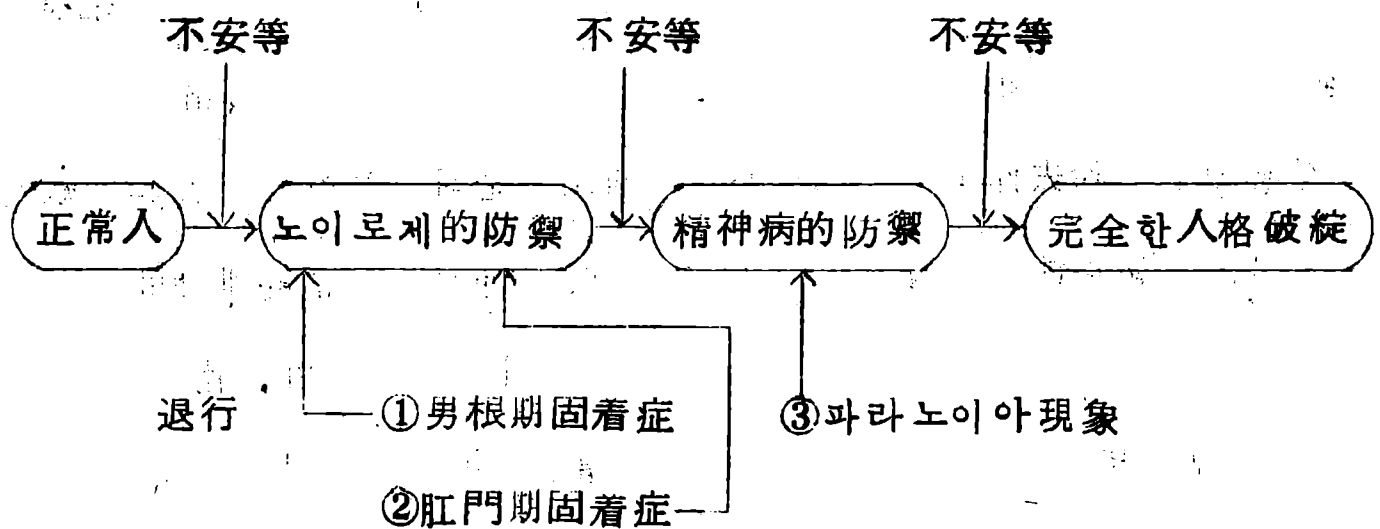 不安等 不安等 不安等
正常人 노이로제的防禦 精神病的防禦 完全한人格破綻
退行 ①男根期固着症 ③파라노이아現象
②肛門期固着症